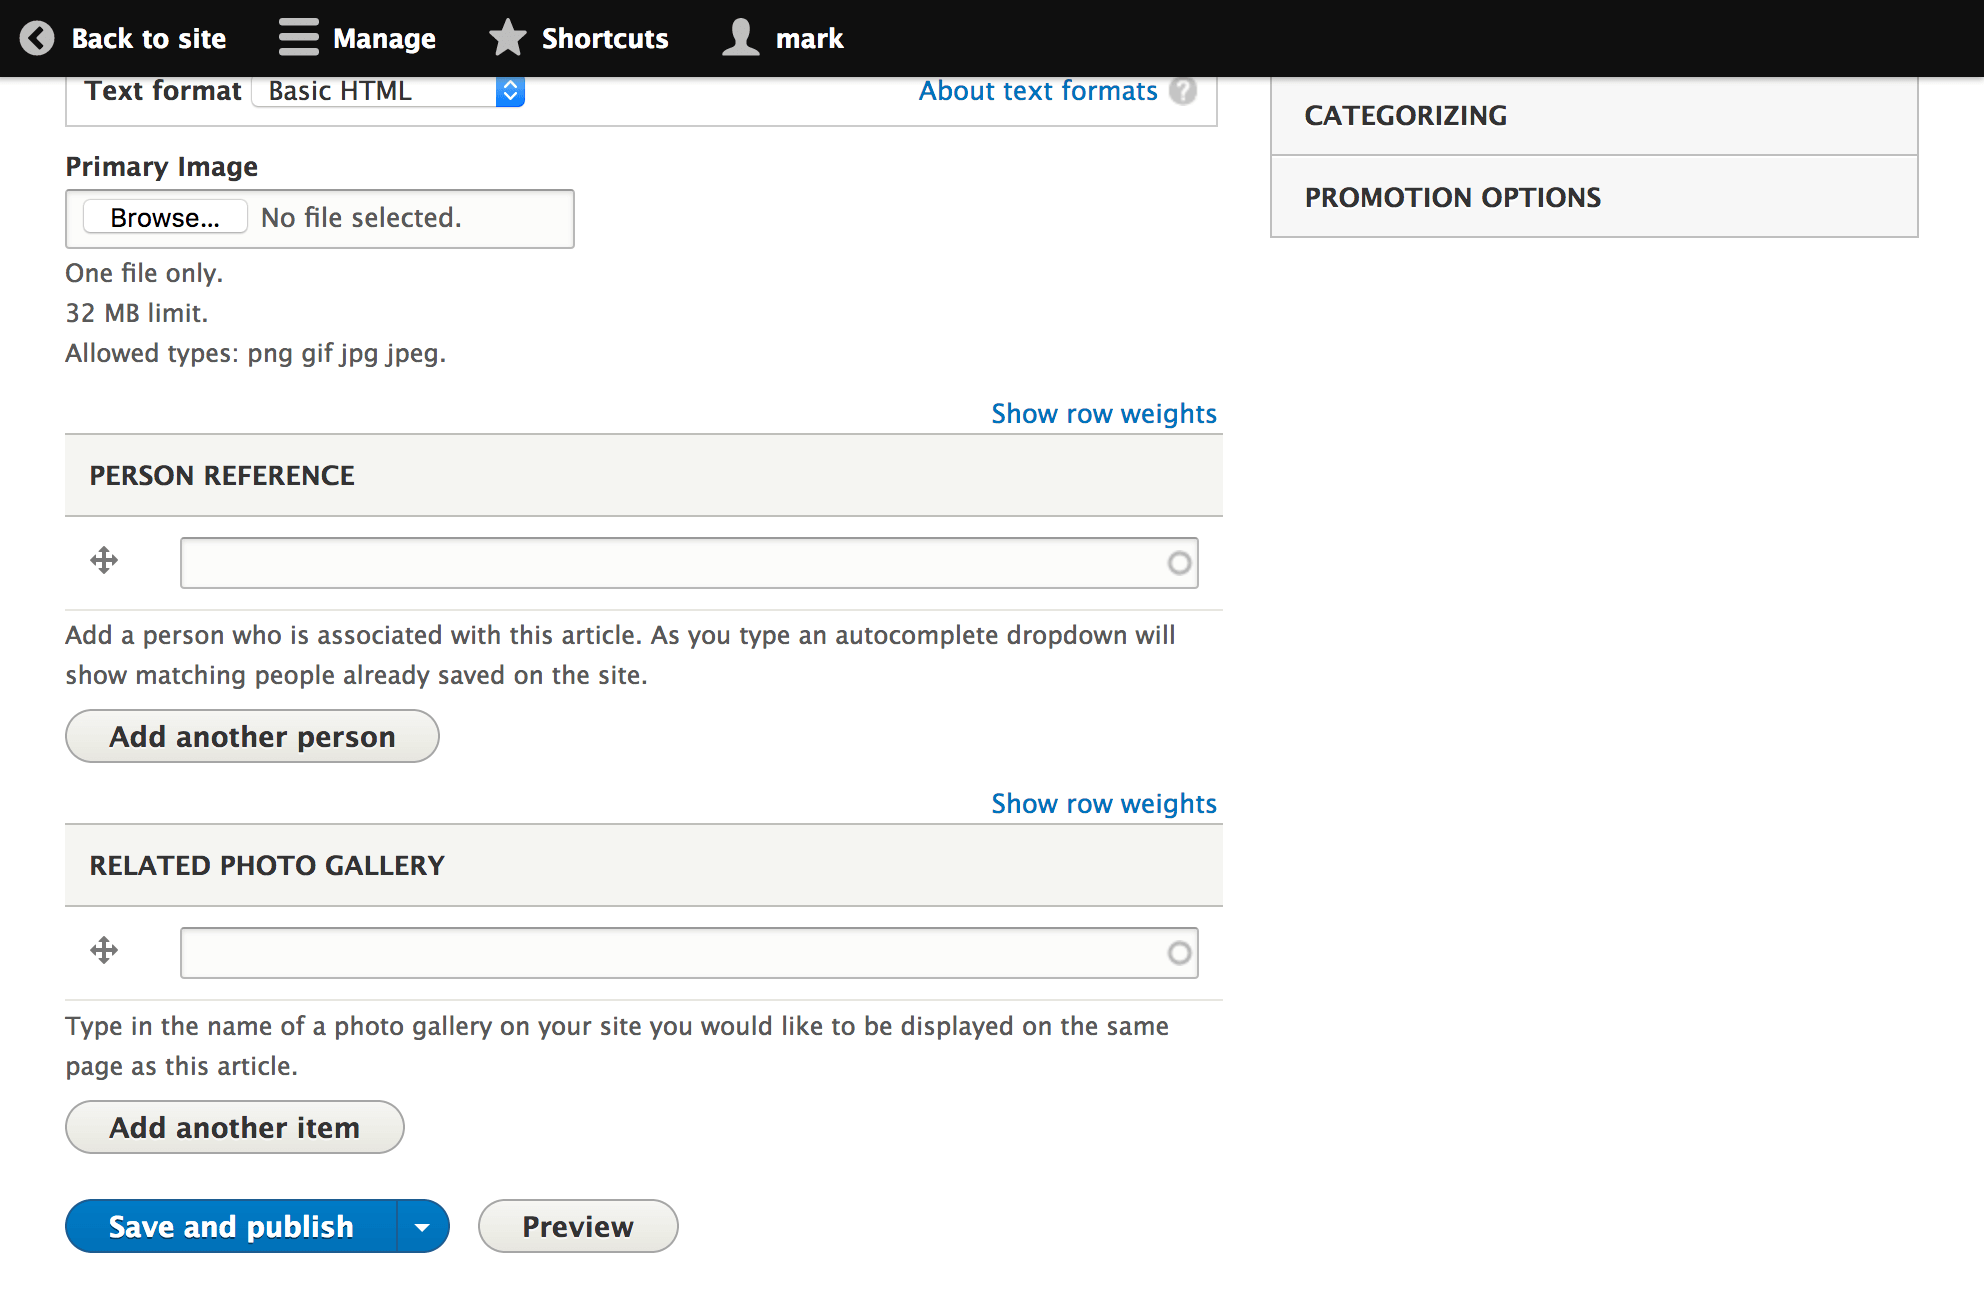 Back to site Manage Shortcuts mark
Text format Basic HTML About text formats ?
Primary Image
Browse... No file selected.
One file only.
32 MB limit.
Allowed types: png gif jpg jpeg.
Show row weights
PERSON REFERENCE
Add a person who is associated with this article. As you type an autocomplete dropdown will
show matching people already saved on the site.
Add another person
Show row weights
RELATED PHOTO GALLERY
Type in the name of a photo gallery on your site you would like to be displayed on the same
page as this article.
Add another item
Save and publish Preview
CATEGORIZING
PROMOTION OPTIONS